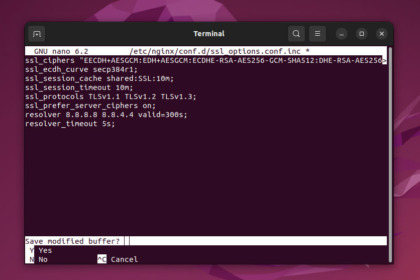 Terminal
GNU nano 6.2 /etc/nginx/conf.d/ssl_options.conf.inc *
ssl_ciphers "EECDH+AESGCM:EDH+AESGCM:ECDHE-RSA-AES256-GCM-SHA512:DHE-RSA-AES256>
ssl_ecdh_curve secp384r1;
ssl_session_cache shared:SSL:10m;
ssl_session_timeout 10m;
ssl_protocols TLSv1.1 TLSv1.2 TLSv1.3;
ssl_prefer_server_ciphers on;
resolver 8.8.8.8 8.8.4.4 valid=300s;
resolver_timeout 5s;
Save modified buffer?
Y Yes
N No ^C Cancel